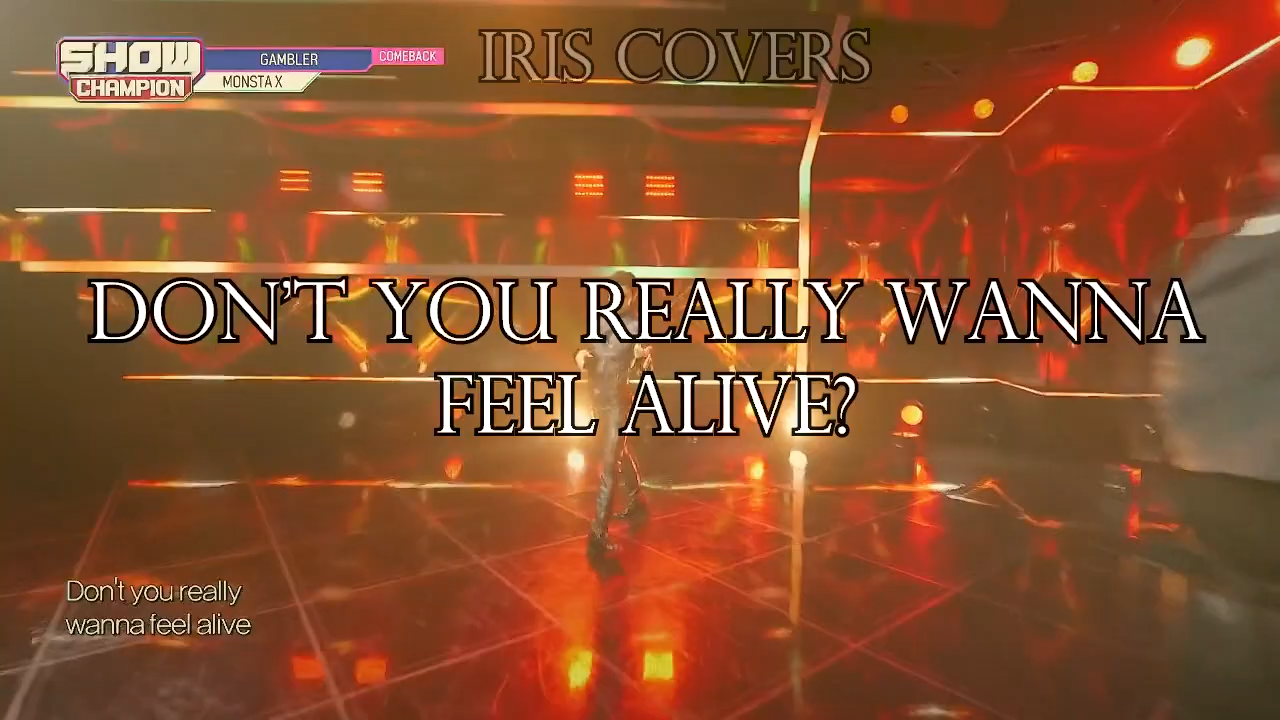 IRIS COVERS
SHOW
CHAMPION
GAMBLER
COMEBACK
MONSTA X
DON'T YOU REALLY WANNA
FEEL ALIVE?
Don't you really
wanna feel alive